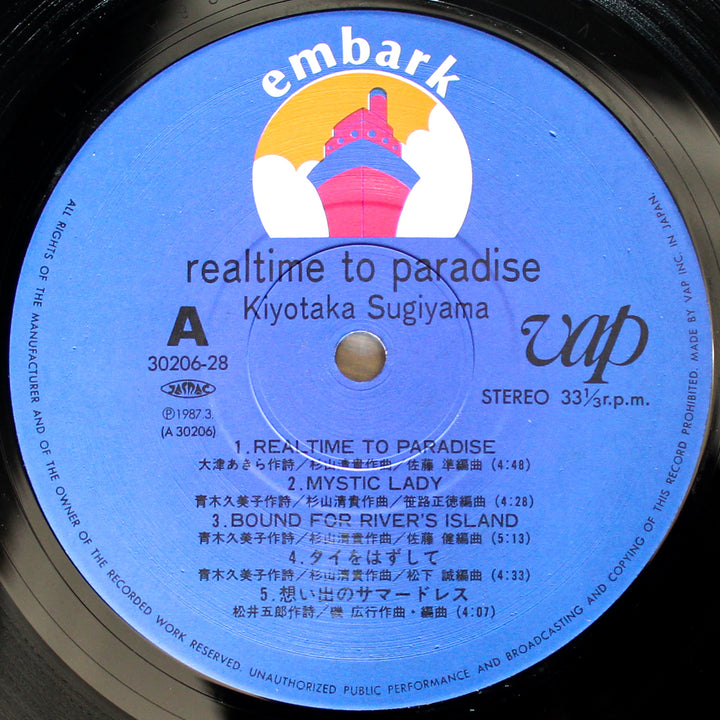 embark
realtime to paradise
Kiyotaka Sugiyama
A
30206-28
JASRAC
Ⓟ1987.3
(A 30206)
vap
STEREO 33 1/3 r.p.m.
1.REALTIME TO PARADISE
大津あきら作詩／杉山清貴作曲／佐藤 準編曲 (4:48)
2.MYSTIC LADY
青木久美子作詩／杉山清貴作曲／笹路正徳編曲 (4:28)
3.BOUND FOR RIVER'S ISLAND
青木久美子作詩／杉山清貴作曲／佐藤 健編曲 (5:13)
4.タイをはずして
青木久美子作詩／杉山清貴作曲／松下 誠編曲 (4:33)
5.想い出のサマードレス
松井五郎作詩／磯 広行作曲・編曲 (4:07)
ALL RIGHTS OF THE MANUFACTURER AND OF THE OWNER OF THE RECORDED WORK RESERVED. UNAUTHORIZED PUBLIC PERFORMANCE AND BROADCASTING AND COPYING OF THIS RECORD PROHIBITED. MADE BY VAP INC. IN JAPAN.